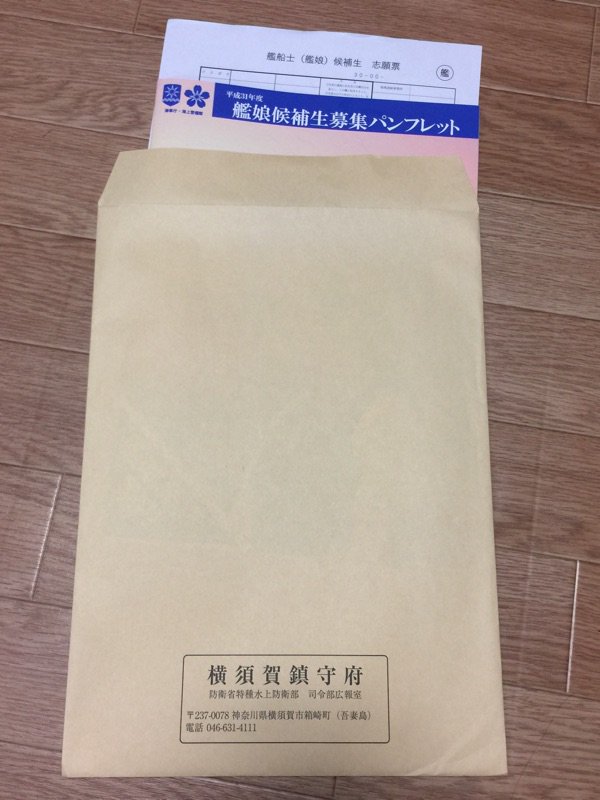 艦船士（艦娘）候補生　志願票
艦
30-00-
平成31年度
艦娘候補生募集パンフレット
横須賀鎮守府
防衛省特種水上防衛部　司令部広報室
〒237-0078 神奈川県横須賀市箱崎町（吾妻島）
電話 046-631-4111